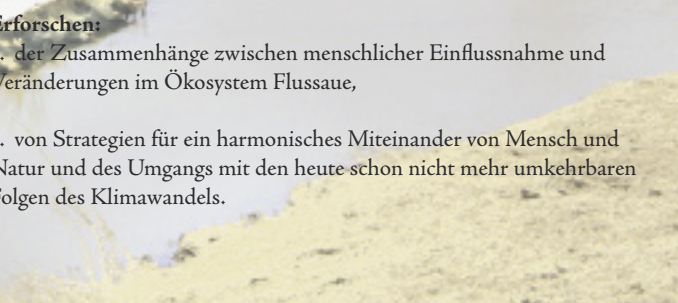 Erforschen:
. der Zusammenhänge zwischen menschlicher Einflussnahme und
Veränderungen im Ökosystem Flussaue,
. von Strategien für ein harmonisches Miteinander von Mensch und
Natur und des Umgangs mit den heute schon nicht mehr umkehrbaren
Folgen des Klimawandels.